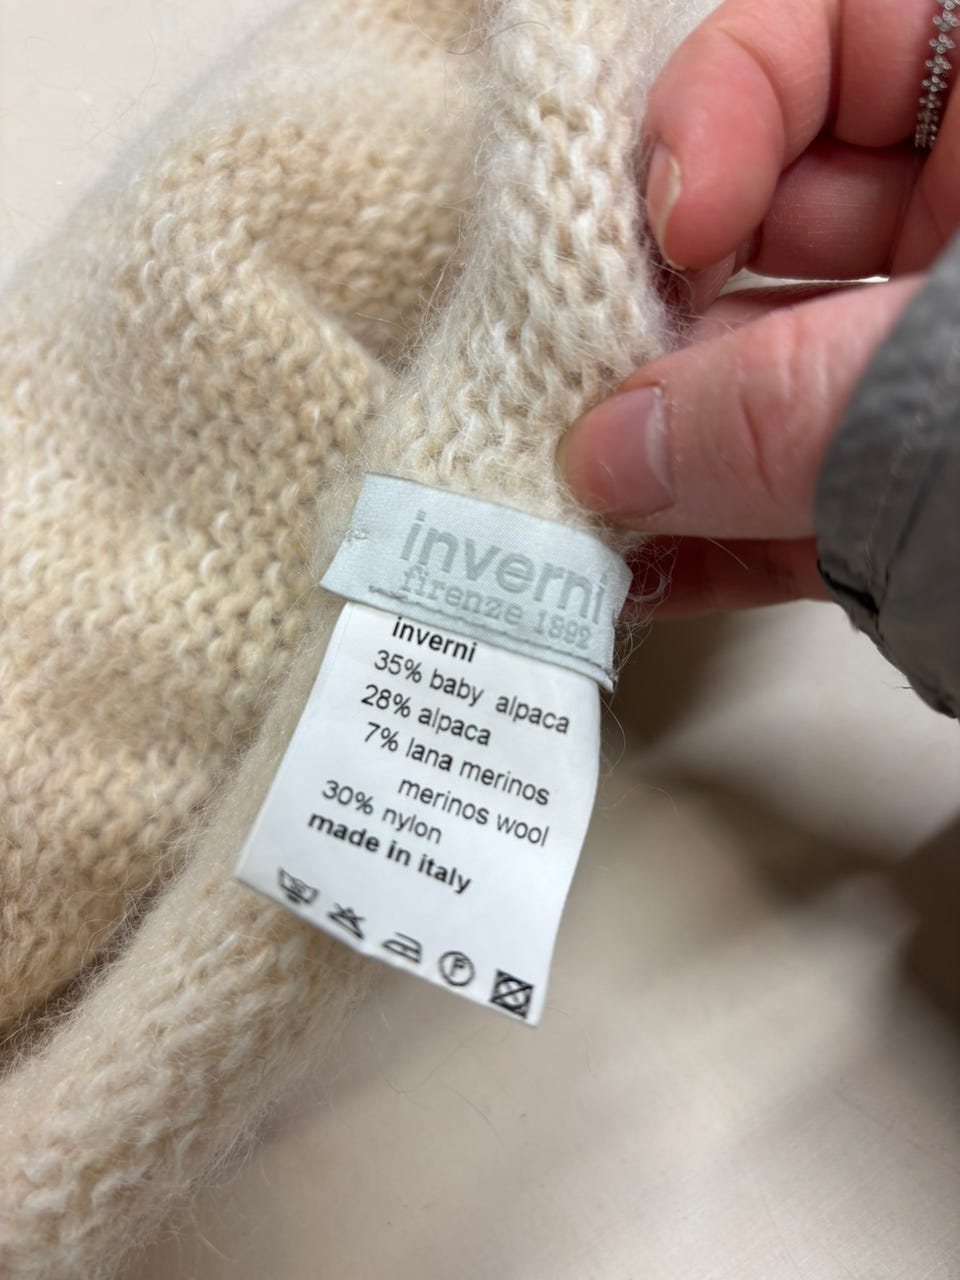 inverni
firenze 1892
inverni
35% baby alpaca
28% alpaca
7% lana merinos
merinos wool
30% nylon
made in italy
F